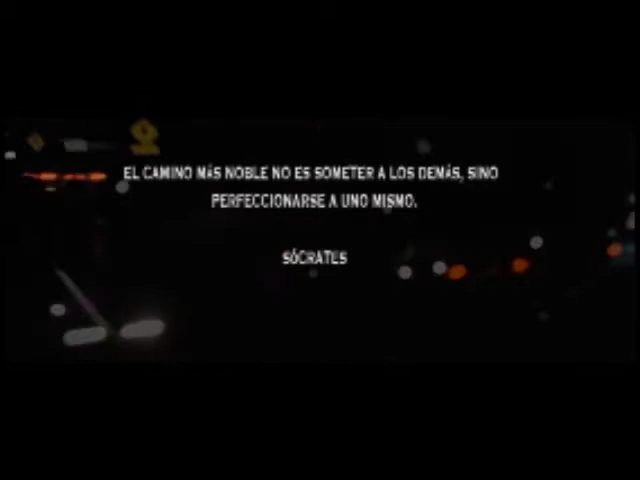 EL CAMINO MÁS NOBLE NO ES SOMETER A LOS DEMÁS, SINO
PERFECCIONARSE A UNO MISMO.
SÓCRATES